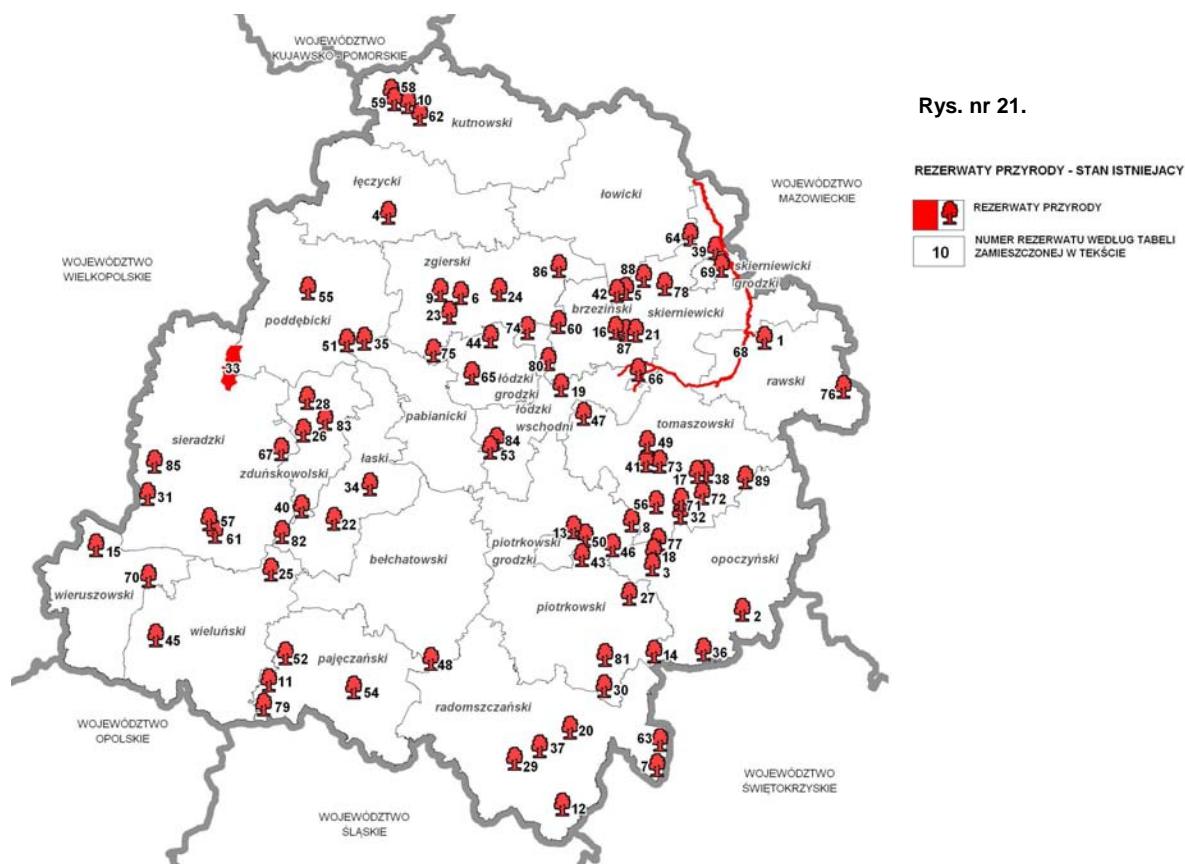 WOJEWÓDZTWO
KUJAWSKO - POMORSKIE
58
59
10
62
kutnowski
Rys. nr 21.
REZERWATY PRZYRODY - STAN ISTNIEJACY
REZERWATY PRZYRODY
10
NUMER REZERWATU WEDŁUG TABELI
ZAMIESZCZONEJ W TEKŚCIE
WOJEWÓDZTWO
MAZOWIECKIE
łęczycki
4
łowicki
64
39
69
skierniewicki
grodzki
WOJEWÓDZTWO
WIELKOPOLSKIE
zgierski
86
88
55
9
6
24
42
5
78
brzeziński
skierniewicki
23
poddębicki
74
60
16
21
87
51
35
44
75
80
68
1
33
65
łódzki
grodzki
66
rawski
76
19
28
łódzki
wschodni
47
83
26
pabianicki
tomaszowski
sieradzki
84
53
49
67
zduńskowolski
łaski
41
73
85
17
38
89
34
31
72
56
71
32
40
22
57
61
8
13
50
82
piotrkowski
grodzki
46
43
77
18
3
15
bełchatowski
opoczyński
25
70
wieruszowski
27
piotrkowski
2
45
wieluński
52
pajęczański
48
81
14
36
11
54
30
79
radomszczański
20
WOJEWÓDZTWO
OPOLSKIE
63
37
29
7
WOJEWÓDZTWO
ŚWIĘTOKRZYSKIE
12
WOJEWÓDZTWO
ŚLĄSKIE